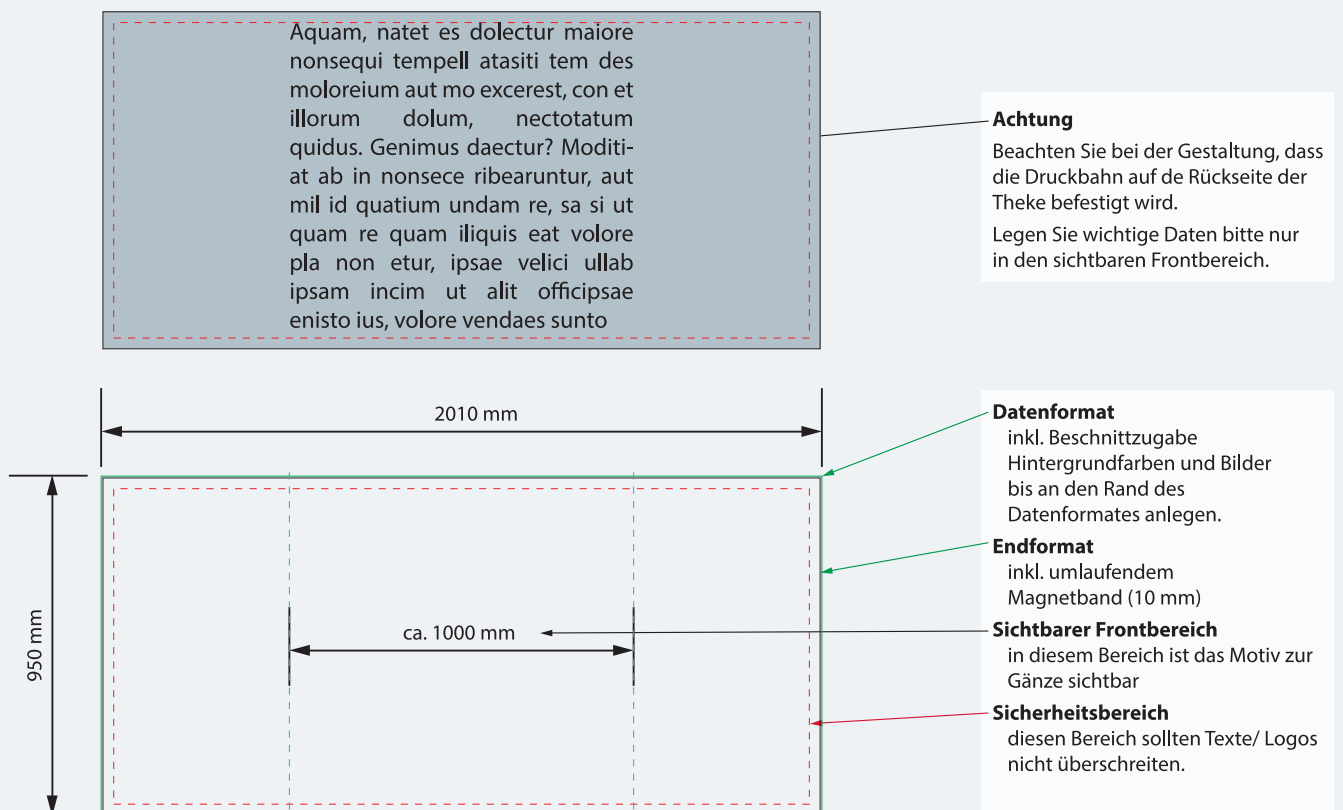 Aquam, natet es dolectur maiore
nonsequi tempell atasiti tem des
moloreium aut mo excerest, con et
illorum dolum, nectotatum
quidus. Genimus daectur? Moditi-
at ab in nonsece ribearuntur, aut
mil id quatium undam re, sa si ut
quam re quam iliquis eat volore
pla non etur, ipsae velici ullab
ipsam incim ut alit officipsae
enisto ius, volore vendaes sunto
Achtung
Beachten Sie bei der Gestaltung, dass
die Druckbahn auf de Rückseite der
Theke befestigt wird.
Legen Sie wichtige Daten bitte nur
in den sichtbaren Frontbereich.
2010 mm
950 mm
ca. 1000 mm
Datenformat
inkl. Beschnittzugabe
Hintergrundfarben und Bilder
bis an den Rand des
Datenformates anlegen.
Endformat
inkl. umlaufendem
Magnetband (10 mm)
Sichtbarer Frontbereich
in diesem Bereich ist das Motiv zur
Gänze sichtbar
Sicherheitsbereich
diesen Bereich sollten Texte/ Logos
nicht überschreiten.